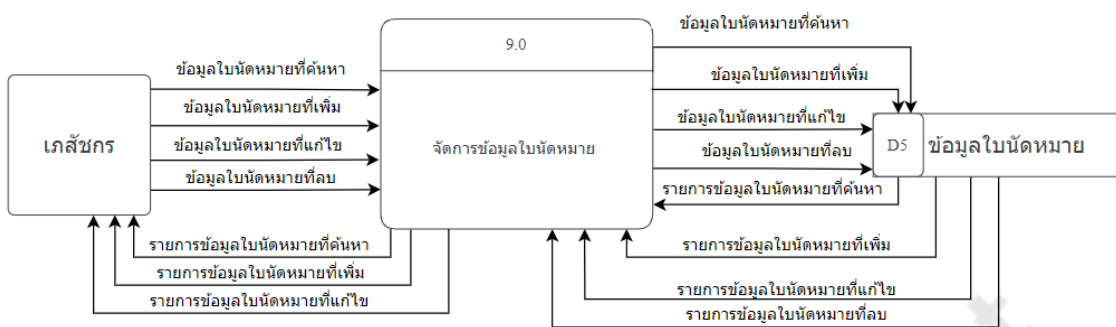 ข้อมูลใบนัดหมายที่ค้นหา
9.0
ข้อมูลใบนัดหมายที่ค้นหา
ข้อมูลใบนัดหมายที่เพิ่ม
ข้อมูลใบนัดหมายที่เพิ่ม
ข้อมูลใบนัดหมายที่แก้ไข
เภสัชกร
ข้อมูลใบนัดหมายที่แก้ไข
จัดการข้อมูลใบนัดหมาย
D5
ข้อมูลใบนัดหมาย
ข้อมูลใบนัดหมายที่ลบ
ข้อมูลใบนัดหมายที่ลบ
รายการข้อมูลใบนัดหมายที่ค้นหา
รายการข้อมูลใบนัดหมายที่ค้นหา
รายการข้อมูลใบนัดหมายที่เพิ่ม
รายการข้อมูลใบนัดหมายที่เพิ่ม
รายการข้อมูลใบนัดหมายที่แก้ไข
รายการข้อมูลใบนัดหมายที่แก้ไข
รายการข้อมูลใบนัดหมายที่ลบ